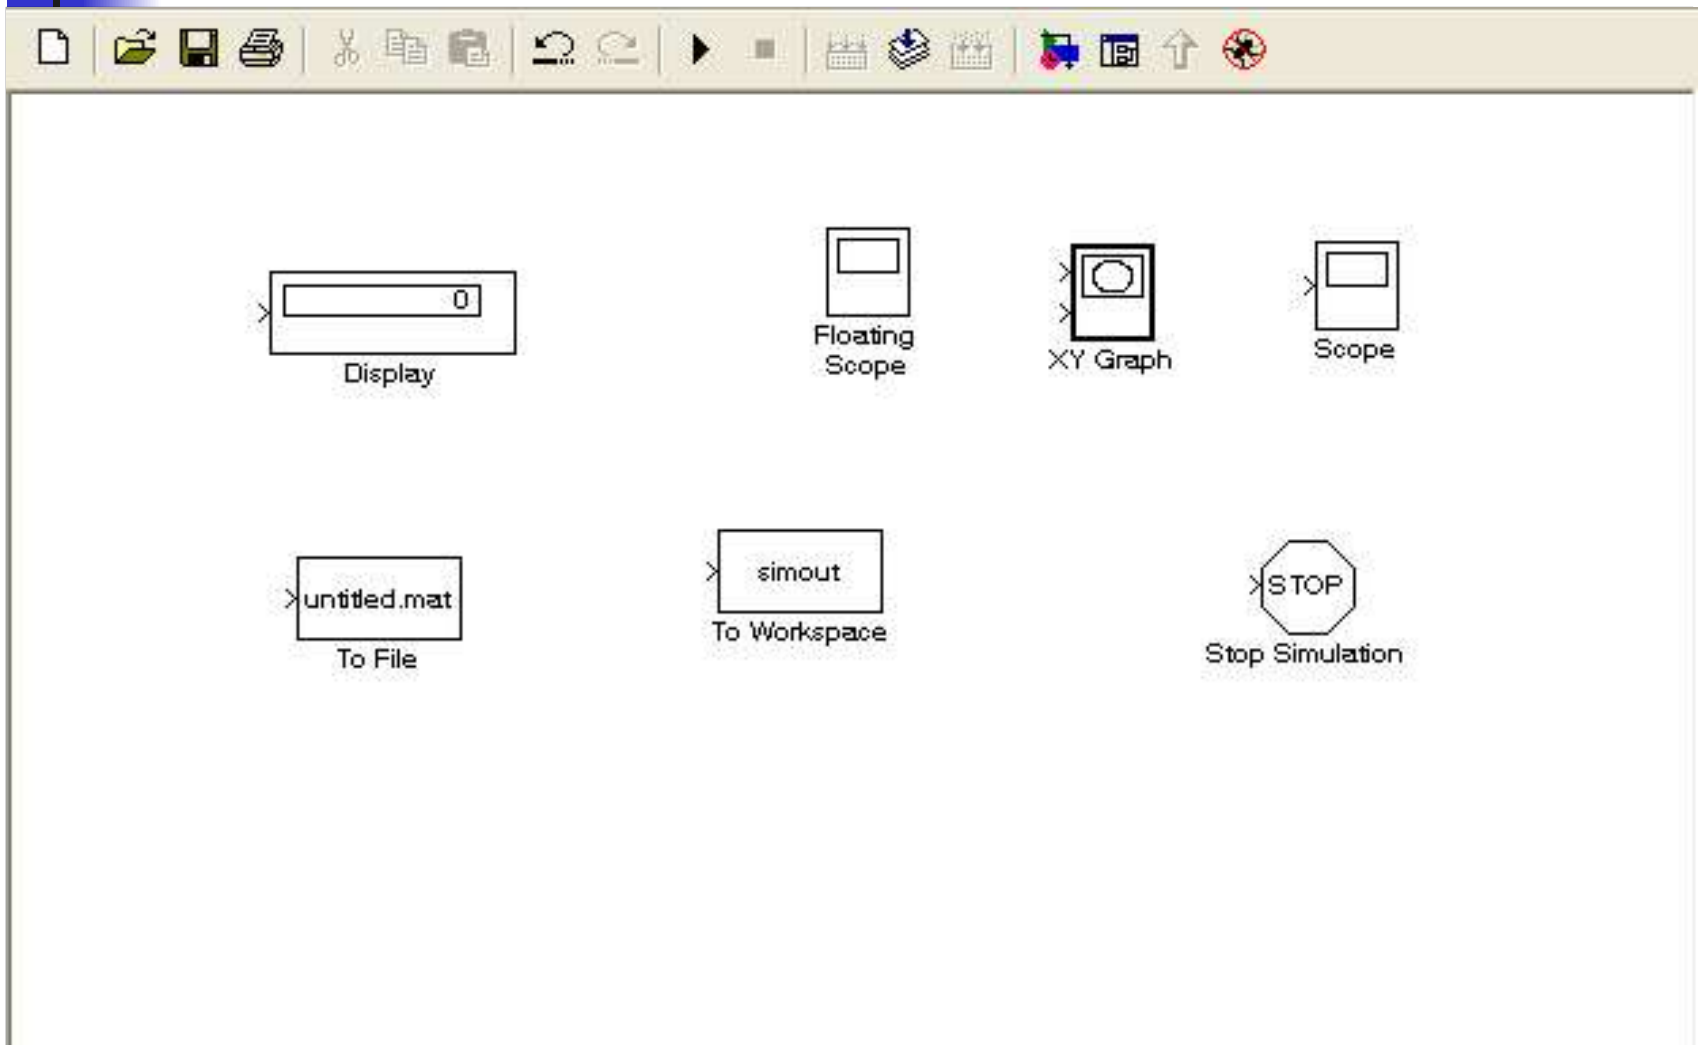 0
Display
Floating
Scope
XY Graph
Scope
untitled.mat
To File
simout
To Workspace
STOP
Stop Simulation